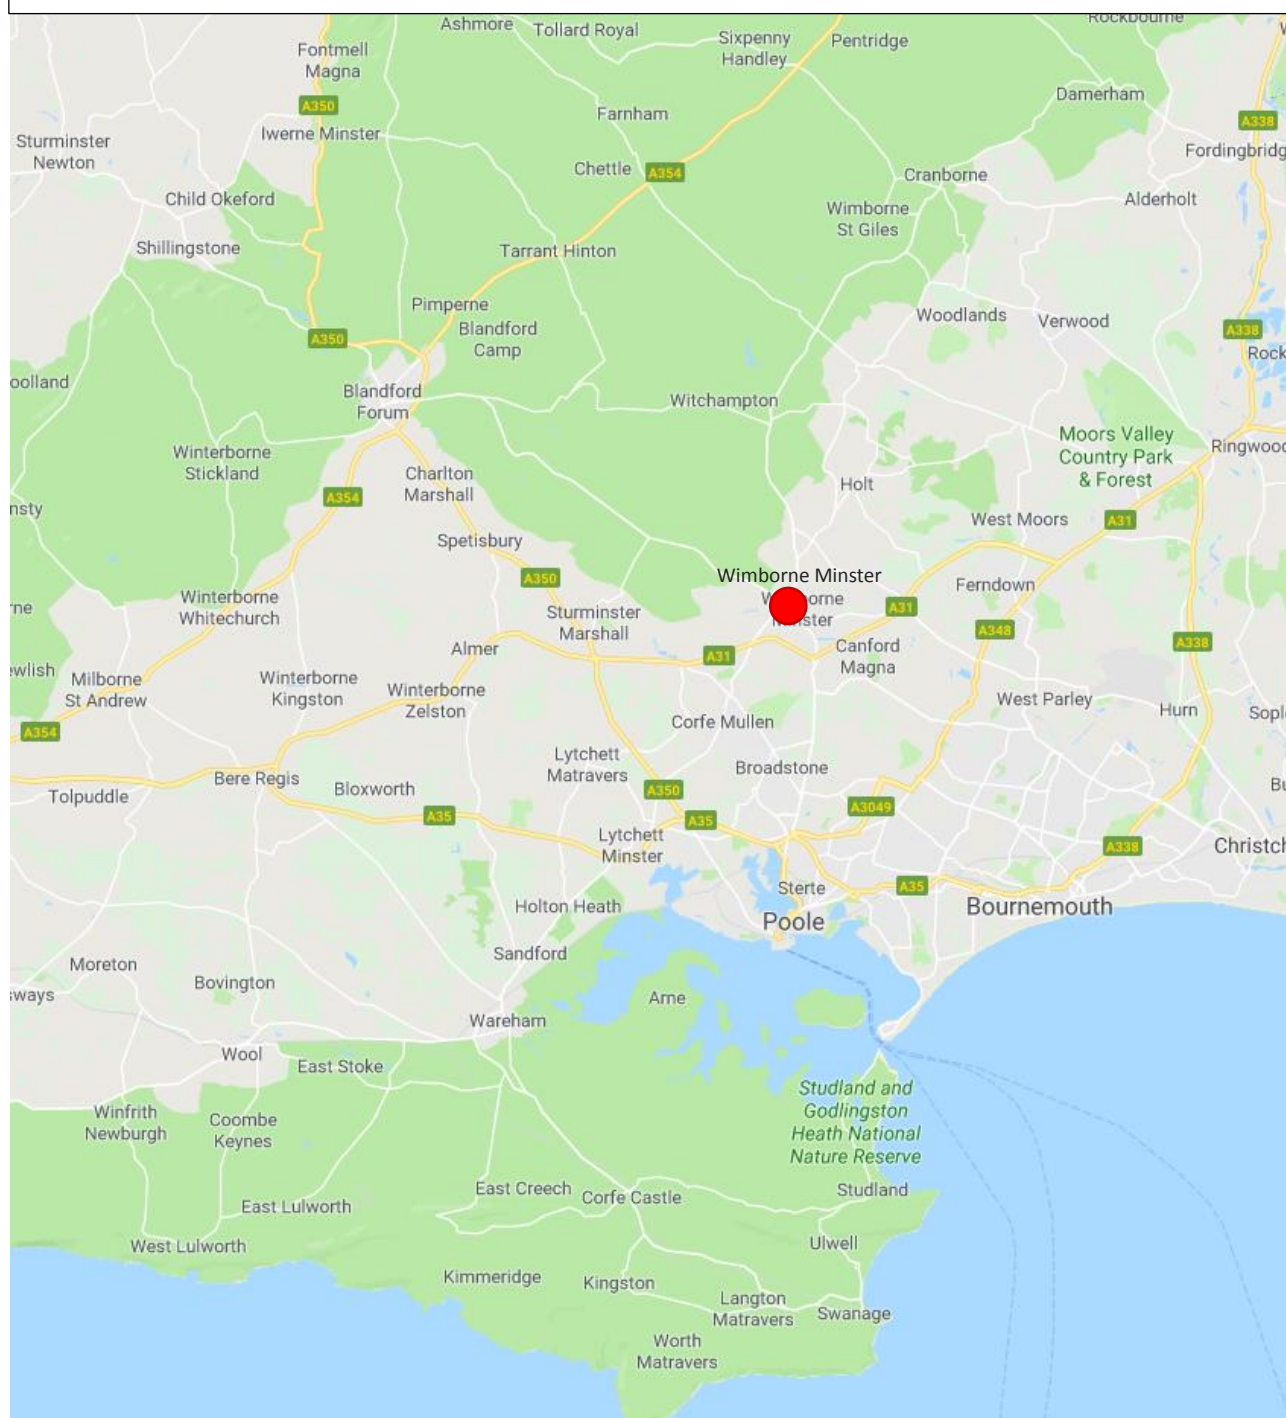 Ashmore
Tollard Royal
Sixpenny
Handley
Pentridge
Rockbourne
Fontmell
Magna
A350
Damerham
Farnham
A338
Iwerne Minster
Sturminster
Newton
Fordingbridg
Chettle
A354
Cranborne
Child Okeford
Alderholt
Wimborne
St Giles
Shillingstone
Tarrant Hinton
Pimperne
Woodlands
Verwood
A338
Blandford
Camp
A350
Rock
oolland
Blandford
Forum
Witchampton
Moors Valley
Country Park
& Forest
Ringwood
Winterborne
Stickland
Charlton
Marshall
Holt
A354
nsty
West Moors
A31
Spetisbury
A350
Wimborne Minster
Ferndown
Winterborne
Whitechurch
rne
Sturminster
Marshall
A31
A348
A338
Almer
A31
Canford
Magna
ewlish
Milborne
St Andrew
Winterborne
Kingston
Winterborne
Zelston
West Parley
Hurn
Sopl
Corfe Mullen
A354
Lytchett
Matravers
Broadstone
Bere Regis
Bloxworth
A350
Tolpuddle
A3049
Bu
A35
A35
Lytchett
Minster
A338
Christch
Sterte
A35
Holton Heath
Poole
Bournemouth
Sandford
Moreton
Bovington
sways
Arne
Wareham
Wool
East Stoke
Studland and
Godlingston
Heath National
Nature Reserve
Winfrith
Newburgh
Coombe
Keynes
East Creech
Corfe Castle
Studland
East Lulworth
West Lulworth
Ulwell
Kimmeridge
Kingston
Langton
Matravers
Swanage
Worth
Matravers